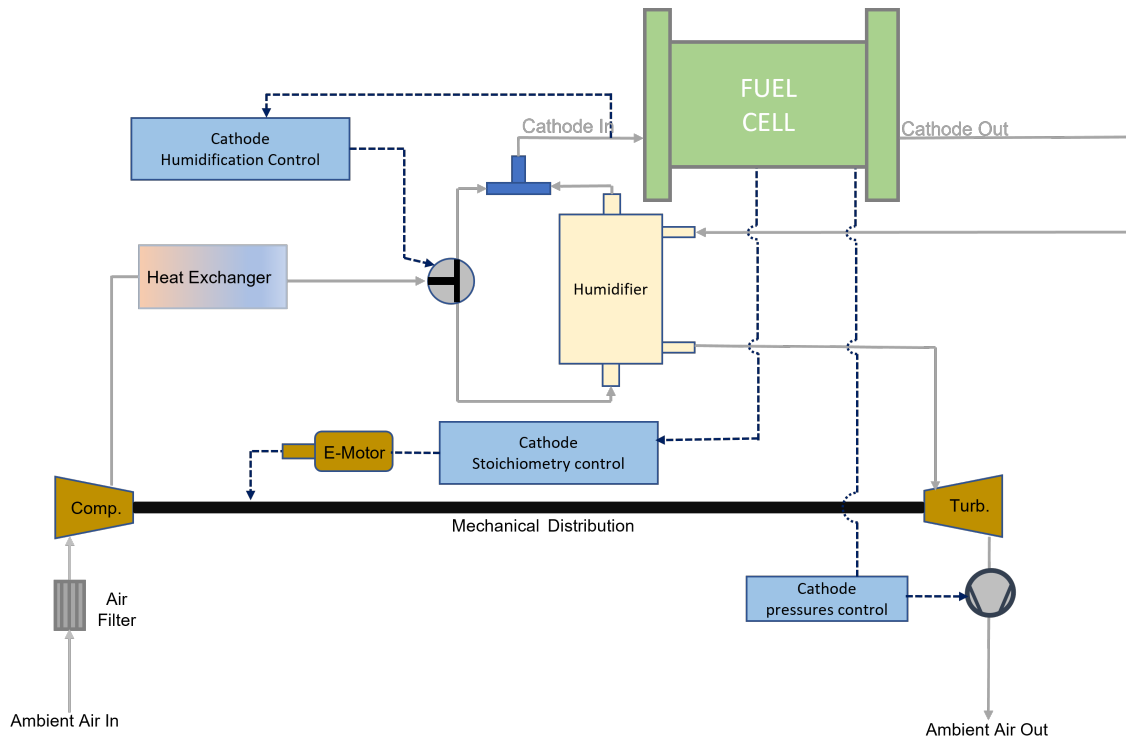 FUEL
CELL
Cathode In
Cathode Out
Cathode
Humidification Control
Heat Exchanger
Humidifier
Cathode
Stoichiometry control
E-Motor
Comp.
Turb.
Mechanical Distribution
Air
Filter
Cathode
pressures control
Ambient Air In
Ambient Air Out